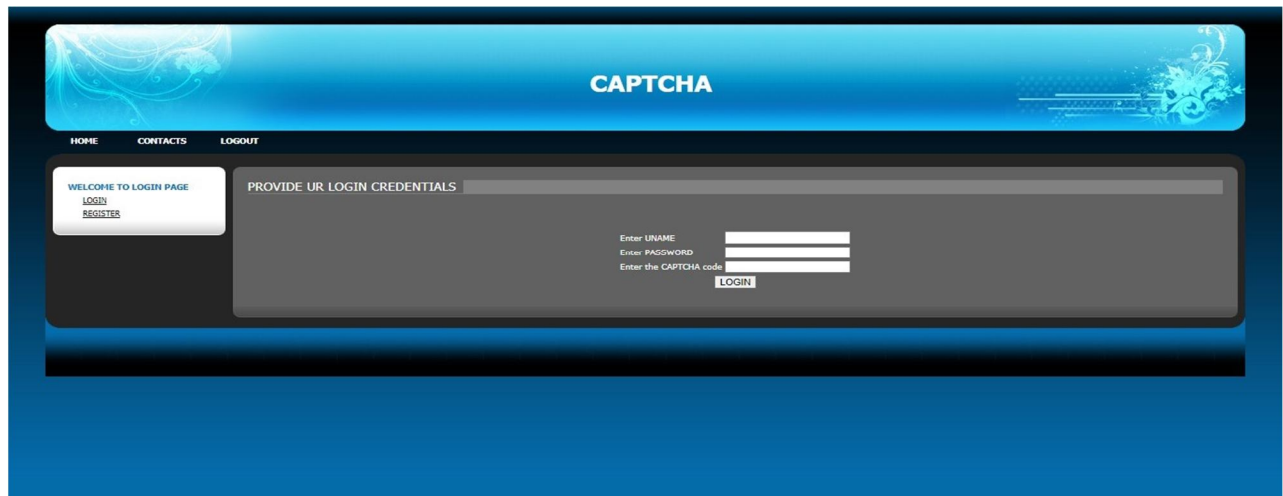 CAPTCHA
HOME CONTACTS LOGOUT
WELCOME TO LOGIN PAGE
LOGIN
REGISTER
PROVIDE UR LOGIN CREDENTIALS
Enter UNAME
Enter PASSWORD
Enter the CAPTCHA code
LOGIN